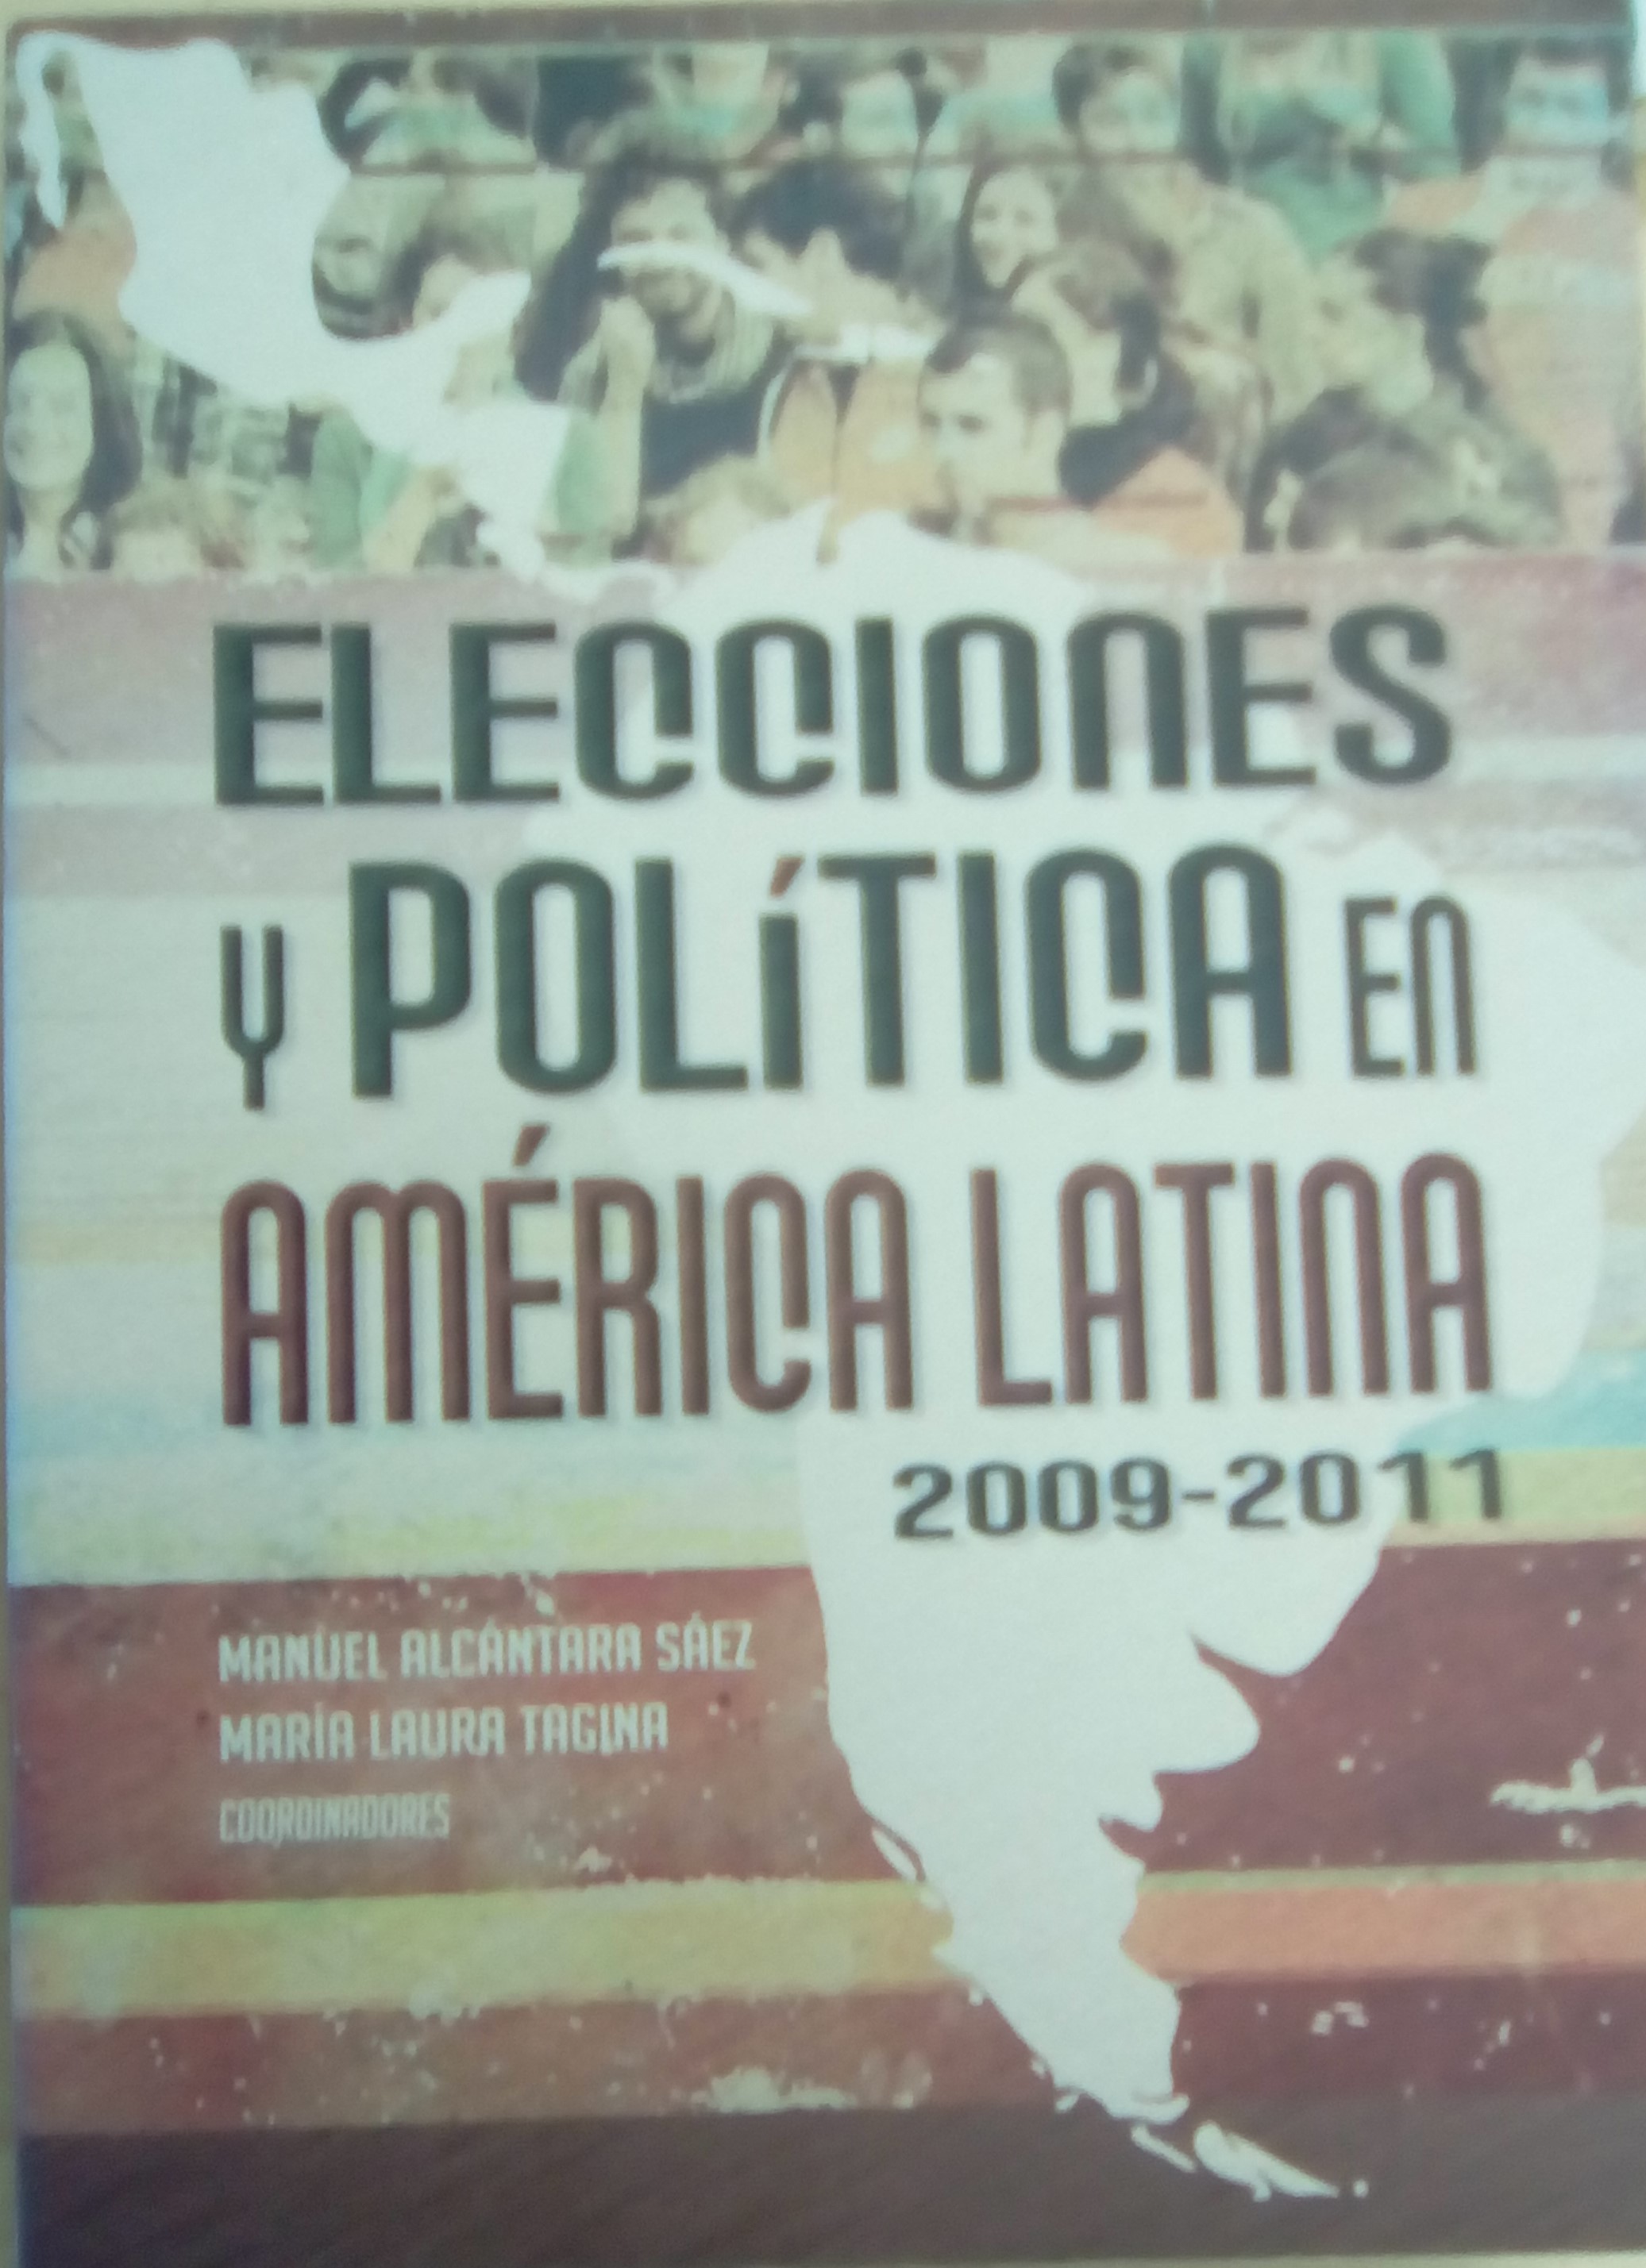 ELECCIONES
Y POLÍTICA EN
AMÉRICA LATINA
2009-2011
MANUEL ALCÁNTARA SÁEZ
MARÍA LAURA TAGINA
COORDINADORES